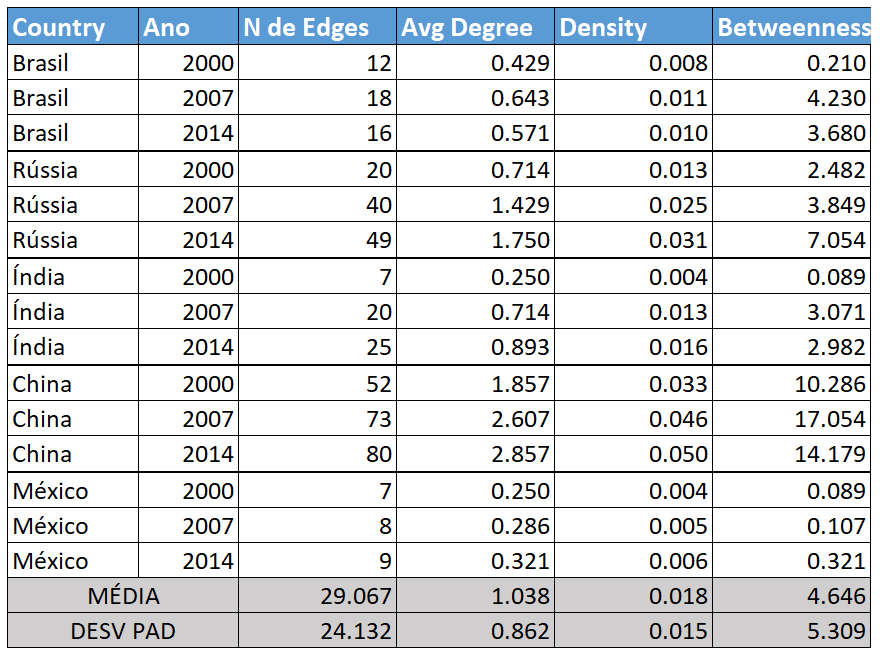 Country Ano N de Edges Avg Degree Density Betweenness
Brasil 2000 12 0.429 0.008 0.210
Brasil 2007 18 0.643 0.011 4.230
Brasil 2014 16 0.571 0.010 3.680
Rússia 2000 20 0.714 0.013 2.482
Rússia 2007 40 1.429 0.025 3.849
Rússia 2014 49 1.750 0.031 7.054
Índia 2000 7 0.250 0.004 0.089
Índia 2007 20 0.714 0.013 3.071
Índia 2014 25 0.893 0.016 2.982
China 2000 52 1.857 0.033 10.286
China 2007 73 2.607 0.046 17.054
China 2014 80 2.857 0.050 14.179
México 2000 7 0.250 0.004 0.089
México 2007 8 0.286 0.005 0.107
México 2014 9 0.321 0.006 0.321
MÉDIA 29.067 1.038 0.018 4.646
DESV PAD 24.132 0.862 0.015 5.309